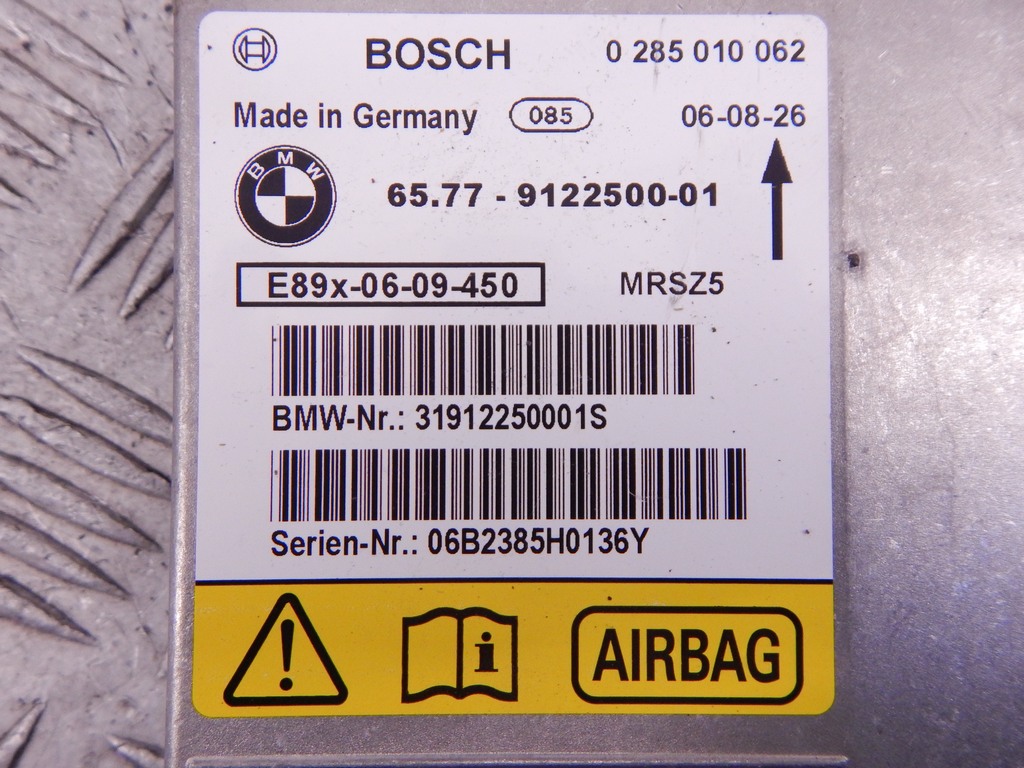 BOSCH 0 285 010 062
Made in Germany 085 06-08-26
BMW 65.77 - 9122500-01
E89x-06-09-450 MRSZ5
BMW-Nr.: 31912250001S
Serien-Nr.: 06B2385H0136Y
i AIRBAG